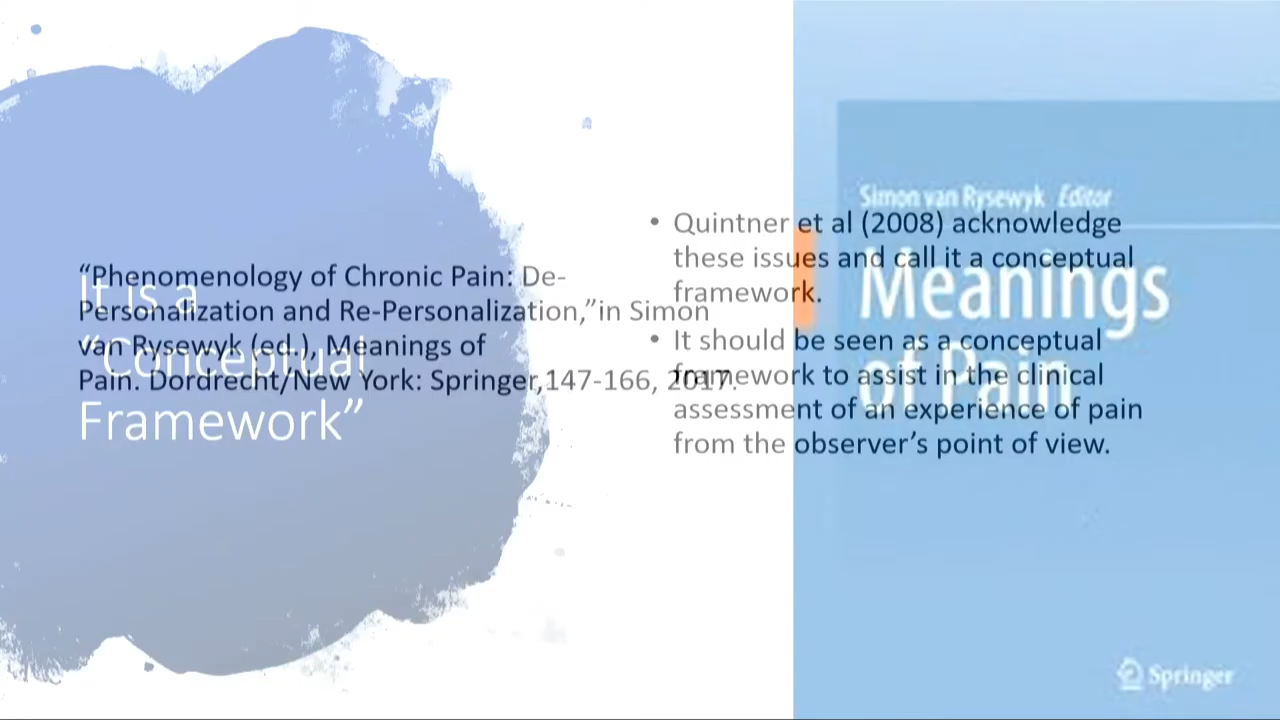 It is a
“Conceptual
Framework”
“Phenomenology of Chronic Pain: De-
Personalization and Re-Personalization,”in Simon
van Rysewyk (ed.), Meanings of
Pain. Dordrecht/New York: Springer,147-166, 2017.
• Quintner et al (2008) acknowledge
these issues and call it a conceptual
framework.
• It should be seen as a conceptual
framework to assist in the clinical
assessment of an experience of pain
from the observer’s point of view.
Simon van Rysewyk Editor
Meanings
of Pain
Springer